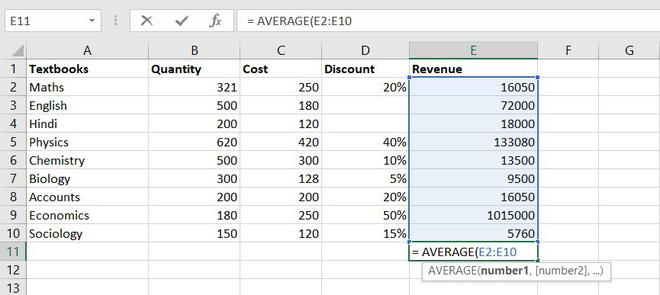 E11 fx = AVERAGE(E2:E10
A B C D E F G
1 Textbooks Quantity Cost Discount Revenue
2 Maths 321 250 20% 16050
3 English 500 180 72000
4 Hindi 200 120 18000
5 Physics 620 420 40% 133080
6 Chemistry 500 300 10% 13500
7 Biology 300 128 5% 9500
8 Accounts 200 200 20% 16050
9 Economics 180 250 50% 1015000
10 Sociology 150 120 15% 5760
11 = AVERAGE(E2:E10
12 AVERAGE(number1, [number2], ...)
13